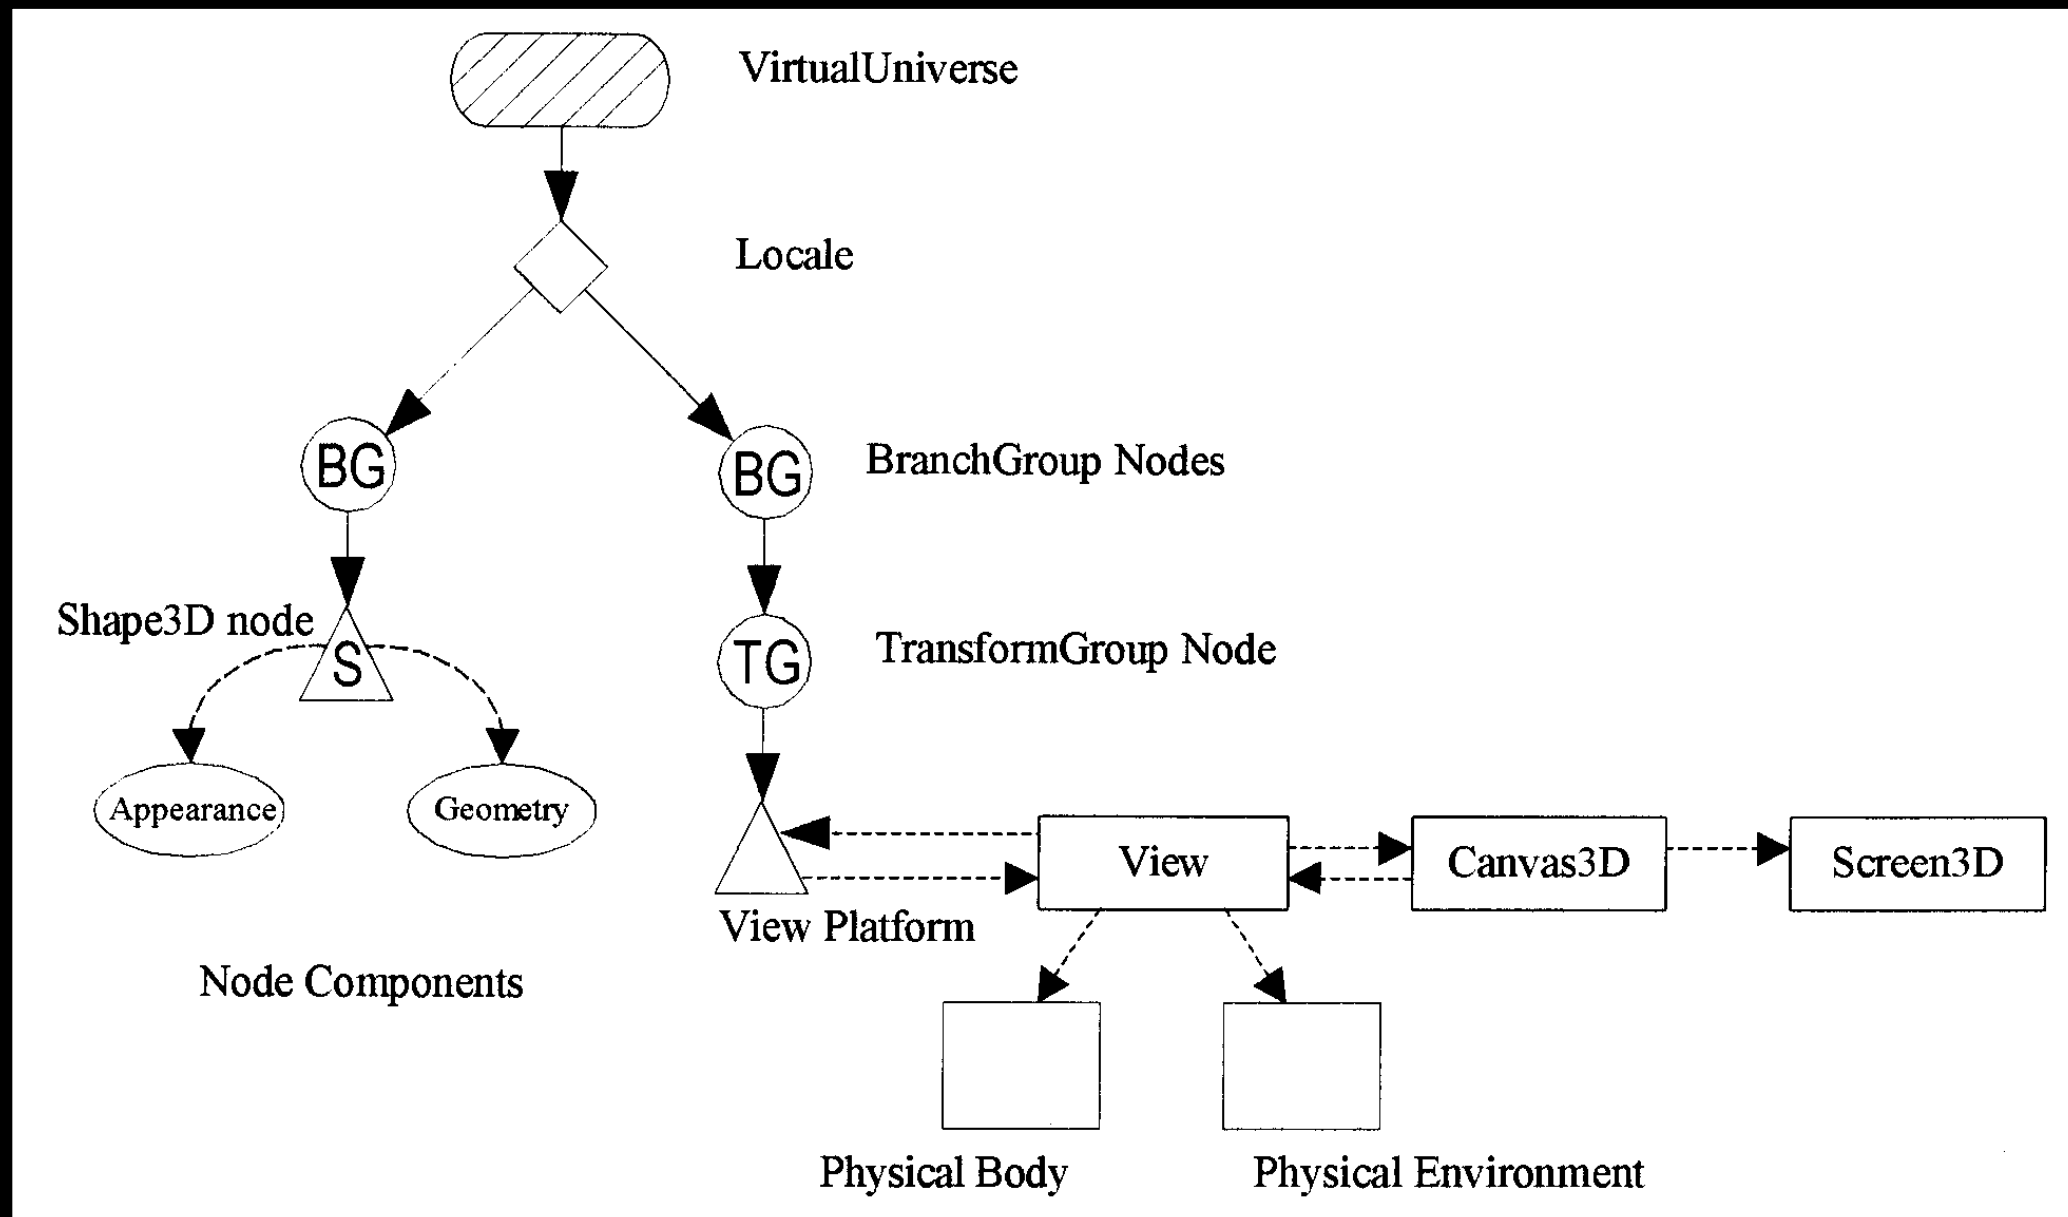 VirtualUniverse
Locale
BG
BG
BranchGroup Nodes
Shape3D node
S
TG
TransformGroup Node
Appearance
Geometry
View
Canvas3D
Screen3D
View Platform
Node Components
Physical Body
Physical Environment